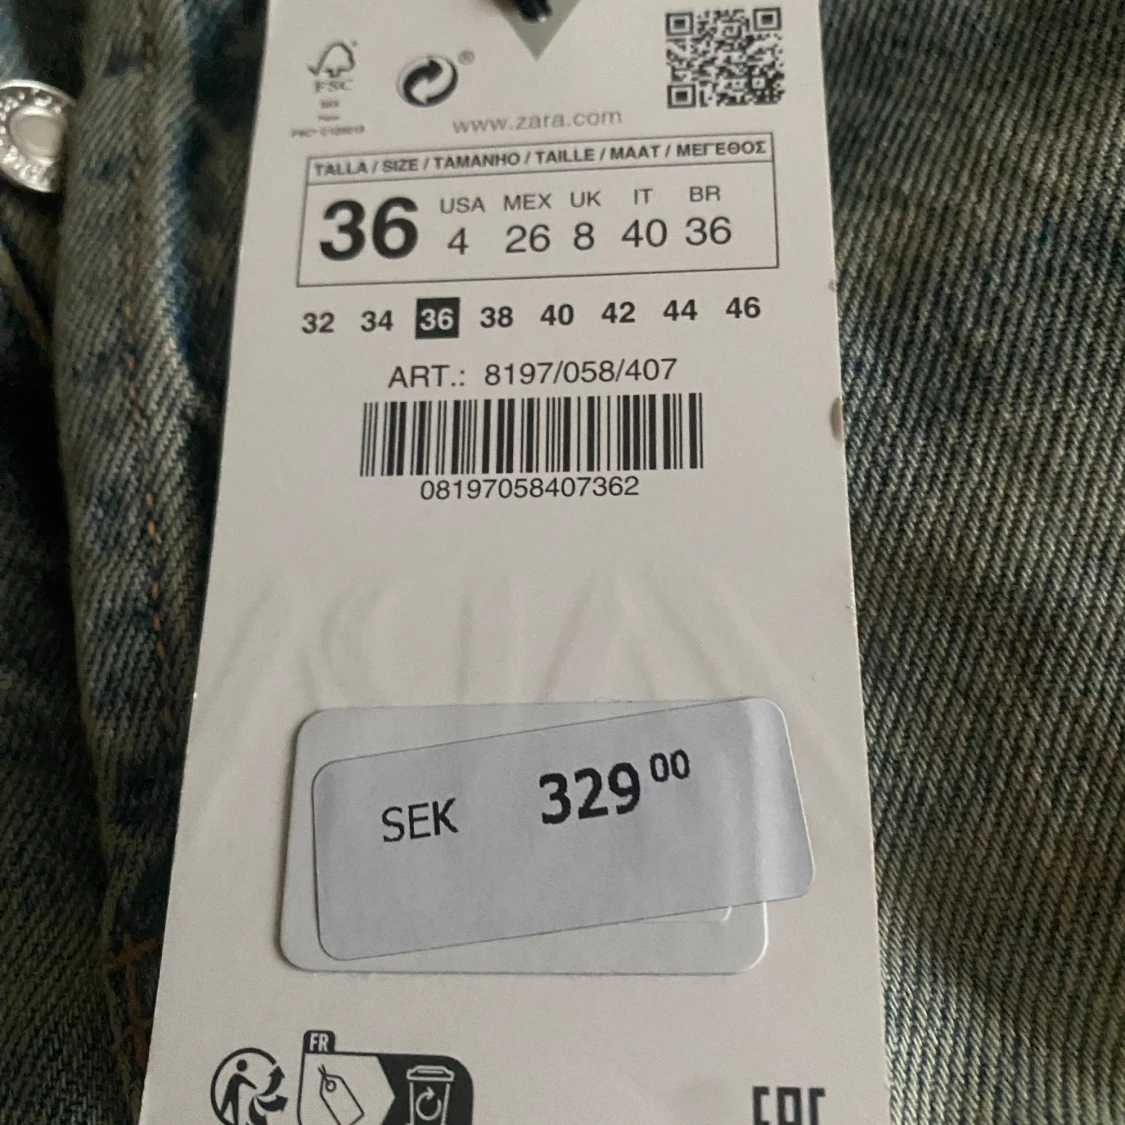 FSC
www.zara.com
TALLA / SIZE / TAMANHO / TAILLE / MAAT / ΜΕΓΕΘΟΣ
36 USA MEX UK IT BR
4 26 8 40 36
32 34 36 38 40 42 44 46
ART.: 8197/058/407
08197058407362
SEK 329 00
FR
EAC